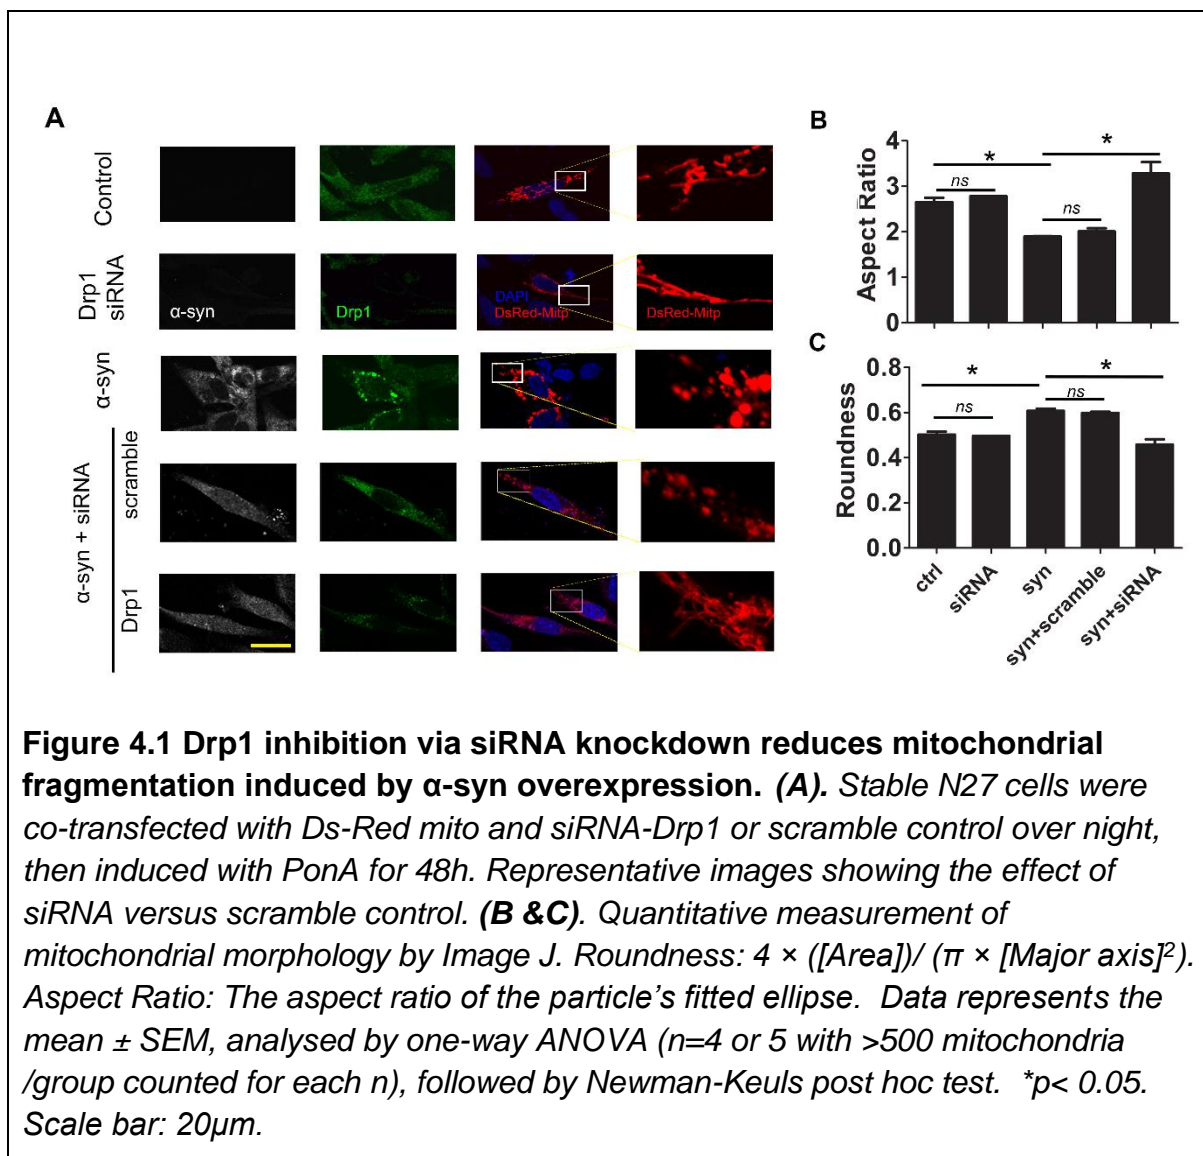 A
Control
Drp1
siRNA
α-syn
α-syn + siRNA
scramble
Drp1
α-syn
Drp1
DAPI
DsRed-Mitp
DsRed-Mitp
B
Aspect Ratio
4
3
2
1
0
*
*
ns
ns
C
Roundness
0.8
0.6
0.4
0.2
0.0
*
*
ns
ns
ctrl
siRNA
syn
syn+scramble
syn+siRNA
Figure 4.1 Drp1 inhibition via siRNA knockdown reduces mitochondrial
fragmentation induced by α-syn overexpression. (A). Stable N27 cells were
co-transfected with Ds-Red mito and siRNA-Drp1 or scramble control over night,
then induced with PonA for 48h. Representative images showing the effect of
siRNA versus scramble control. (B &C). Quantitative measurement of
mitochondrial morphology by Image J. Roundness: 4 × ([Area])/ (π × [Major axis]²).
Aspect Ratio: The aspect ratio of the particle’s fitted ellipse. Data represents the
mean ± SEM, analysed by one-way ANOVA (n=4 or 5 with >500 mitochondria
/group counted for each n), followed by Newman-Keuls post hoc test. *p< 0.05.
Scale bar: 20µm.